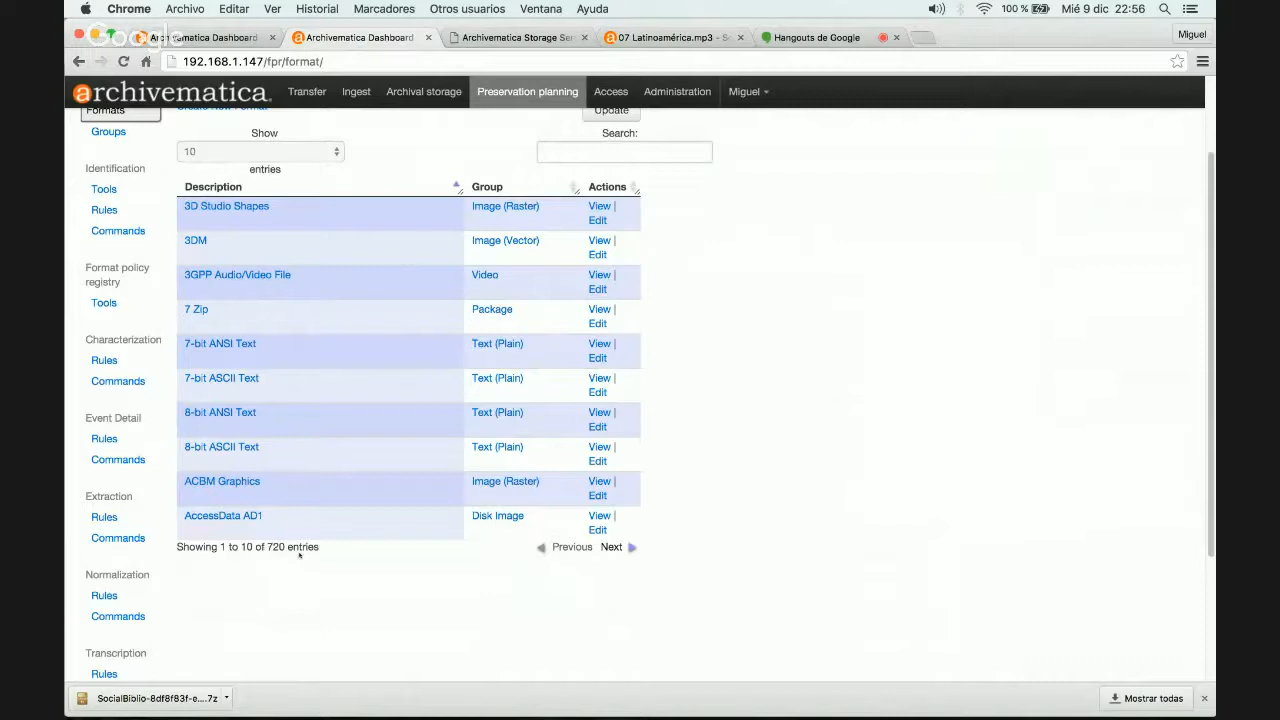 Chrome Archivo Editar Ver Historial Marcadores Otros usuarios Ventana Ayuda 100 % Mié 9 dic 22:56
Google
Archivematica Dashboard × Archivematica Dashboard × Archivematica Storage Ser × 07 Latinoamérica.mp3 - S × Hangouts de Google × Miguel
192.168.1.147/fpr/format/
archivematica Transfer Ingest Archival storage Preservation planning Access Administration Miguel
Formats Create New Format Update
Groups
Show Search:
10
entries
Identification
Tools
Rules
Commands
Format policy
registry
Tools
Characterization
Rules
Commands
Event Detail
Rules
Commands
Extraction
Rules
Commands
Normalization
Rules
Commands
Transcription
Rules
Description Group Actions
3D Studio Shapes Image (Raster) View |
Edit
3DM Image (Vector) View |
Edit
3GPP Audio/Video File Video View |
Edit
7 Zip Package View |
Edit
7-bit ANSI Text Text (Plain) View |
Edit
7-bit ASCII Text Text (Plain) View |
Edit
8-bit ANSI Text Text (Plain) View |
Edit
8-bit ASCII Text Text (Plain) View |
Edit
ACBM Graphics Image (Raster) View |
Edit
AccessData AD1 Disk Image View |
Edit
Showing 1 to 10 of 720 entries Previous Next
SocialBiblio-8df8f83f-e....7z Mostrar todas ×